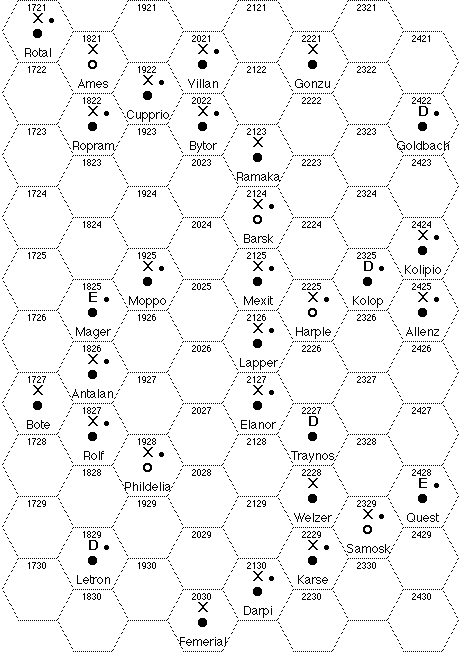 1721 1921 2121 2321
X
1821 2021 2221 2421
Rotal X X X
1722 1922 2122 2322
Ames X Villan Gonzu
1822 2022 2222 2422
X Cupprio X D
1723 1923 2123 2323
Ropram Bytor X Goldbach
1823 2023 2223 2423
Ramaka
1724 1924 2124 2324
X
1824 2024 2224 2424
Barsk X
1725 1925 2125 2325
X X D Kolipio
1825 2025 2225 2425
E Moppo Mexit X Kolop X
1726 1926 2126 2326
Mager X Harple Allenz
1826 2026 2226 2426
X Lapper
1727 1927 2127 2327
X Antalan X
1827 2027 2227 2427
Bote X Elanor D
1728 1928 2128 2328
Rolf X Traynos
1828 2028 2228 2428
Phildelia X E
1729 1929 2129 2329
Welzer X Quest
1829 2029 2229 2429
D X Samosk
1730 1930 2130 2330
Letron X Karse
1830 2030 2230 2430
X Darpi
Femerial